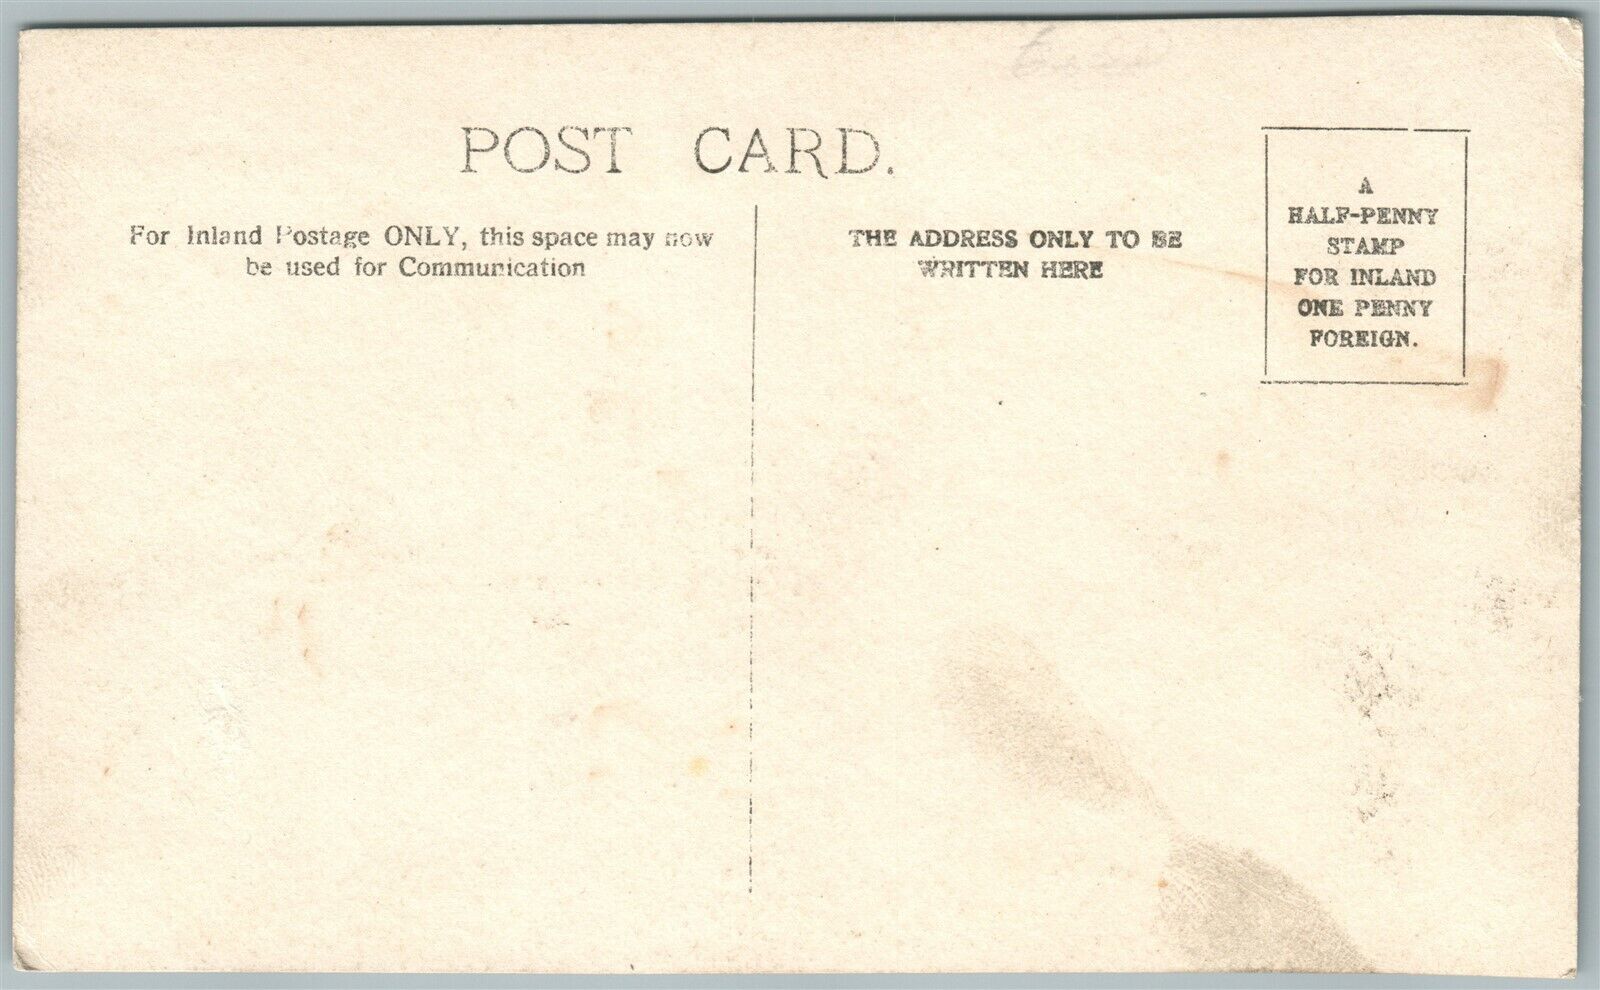 POST CARD.
For Inland Postage ONLY, this space may now
be used for Communication
THE ADDRESS ONLY TO BE
WRITTEN HERE
A
HALF-PENNY
STAMP
FOR INLAND
ONE PENNY
FOREIGN.